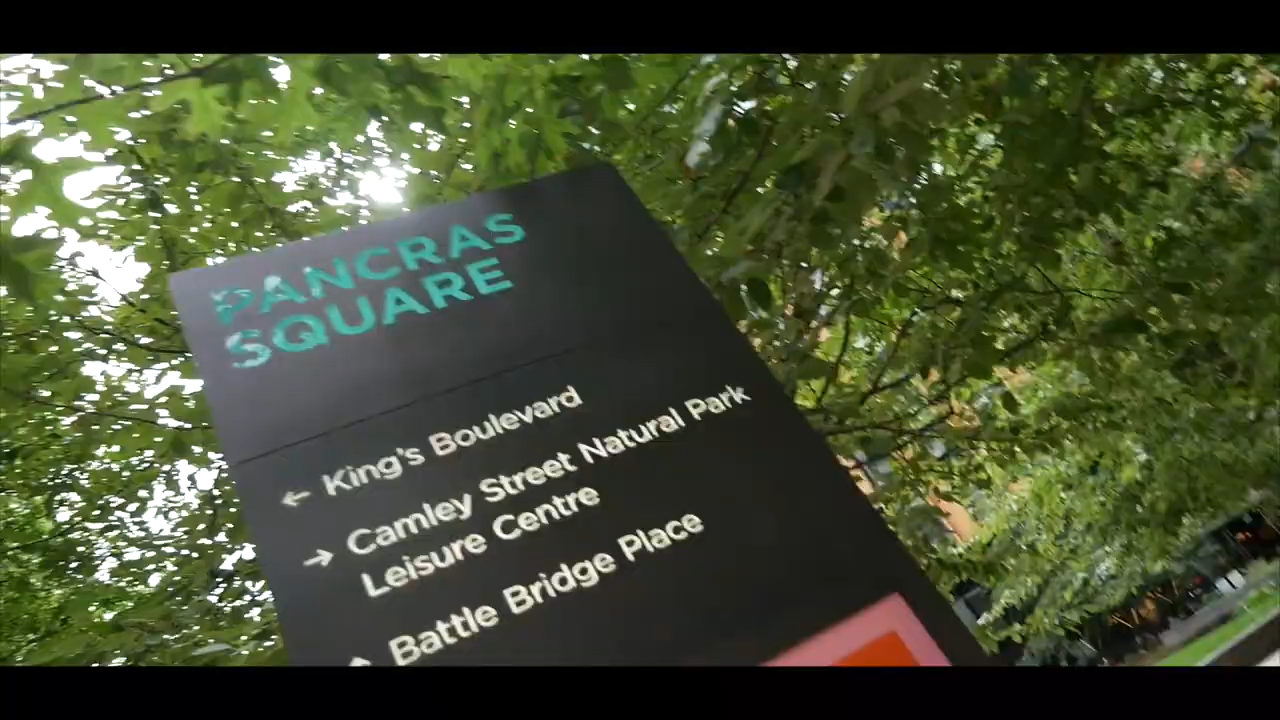 PANCRAS
SQUARE
← King's Boulevard
→ Camley Street Natural Park
Leisure Centre
Battle Bridge Place